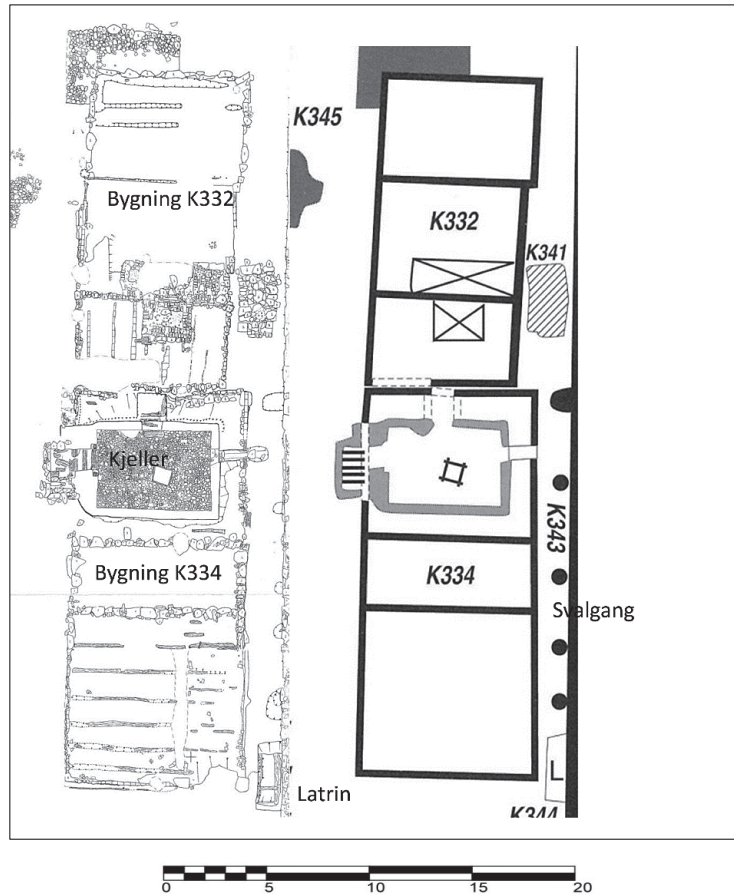 K345
Bygning K332
K332
K341
Kjeller
K343
Bygning K334
K334
Svalgang
L
Latrin
K344
0 5 10 15 20